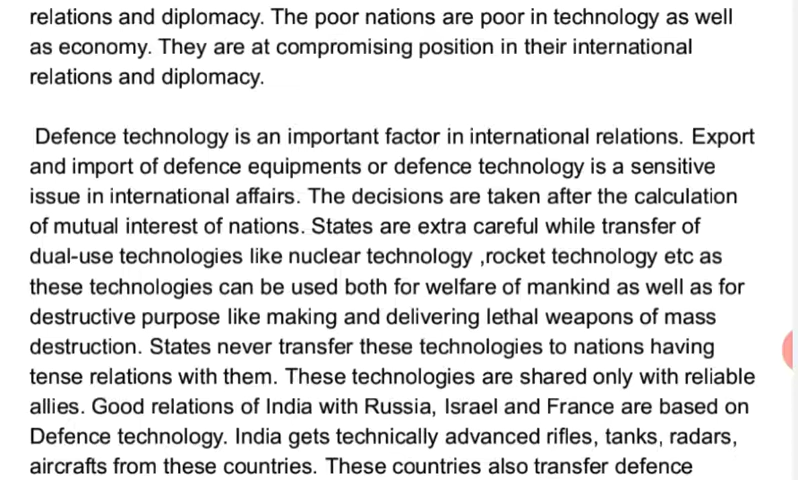 relations and diplomacy. The poor nations are poor in technology as well
as economy. They are at compromising position in their international
relations and diplomacy.
Defence technology is an important factor in international relations. Export
and import of defence equipments or defence technology is a sensitive
issue in international affairs. The decisions are taken after the calculation
of mutual interest of nations. States are extra careful while transfer of
dual-use technologies like nuclear technology ,rocket technology etc as
these technologies can be used both for welfare of mankind as well as for
destructive purpose like making and delivering lethal weapons of mass
destruction. States never transfer these technologies to nations having
tense relations with them. These technologies are shared only with reliable
allies. Good relations of India with Russia, Israel and France are based on
Defence technology. India gets technically advanced rifles, tanks, radars,
aircrafts from these countries. These countries also transfer defence